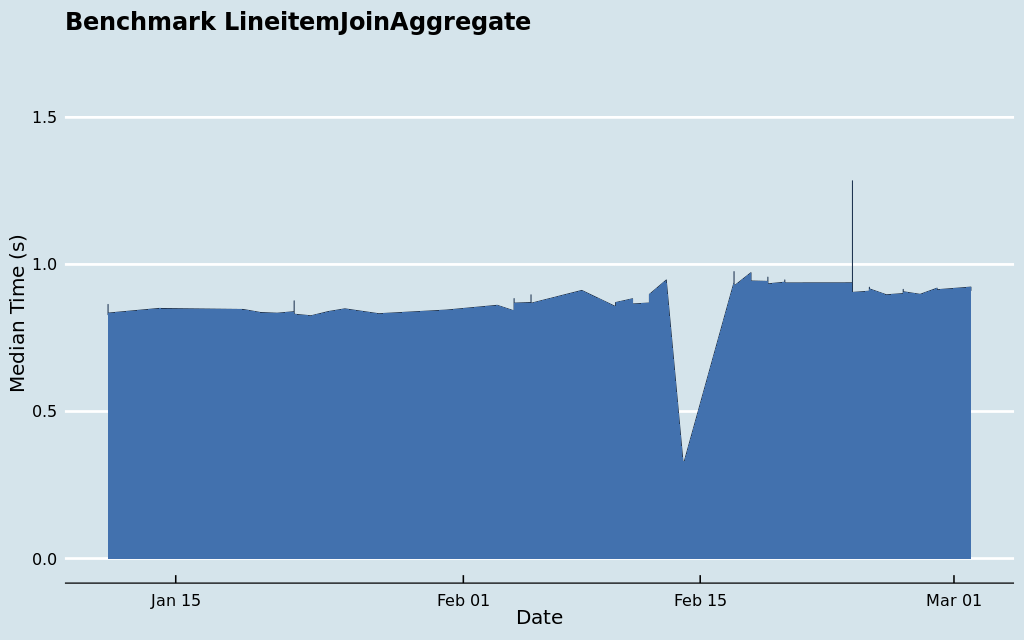 Benchmark LineitemJoinAggregate
Median Time (s)
1.5
1.0
0.5
0.0
Jan 15
Feb 01
Feb 15
Mar 01
Date